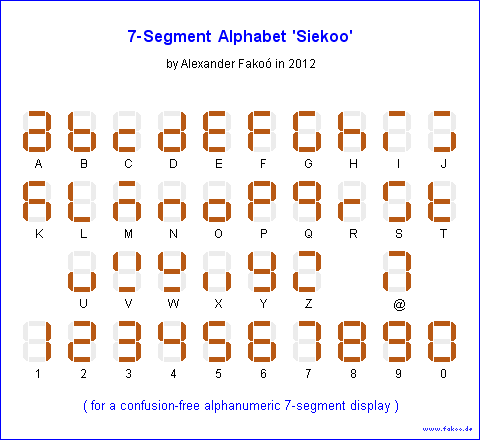 7-Segment Alphabet 'Siekoo'
by Alexander Fakoó in 2012
A B C D E F G H I J
K L M N O P Q R S T
U V W X Y Z @
1 2 3 4 5 6 7 8 9 0
( for a confusion-free alphanumeric 7-segment display )
www.fakoo.de